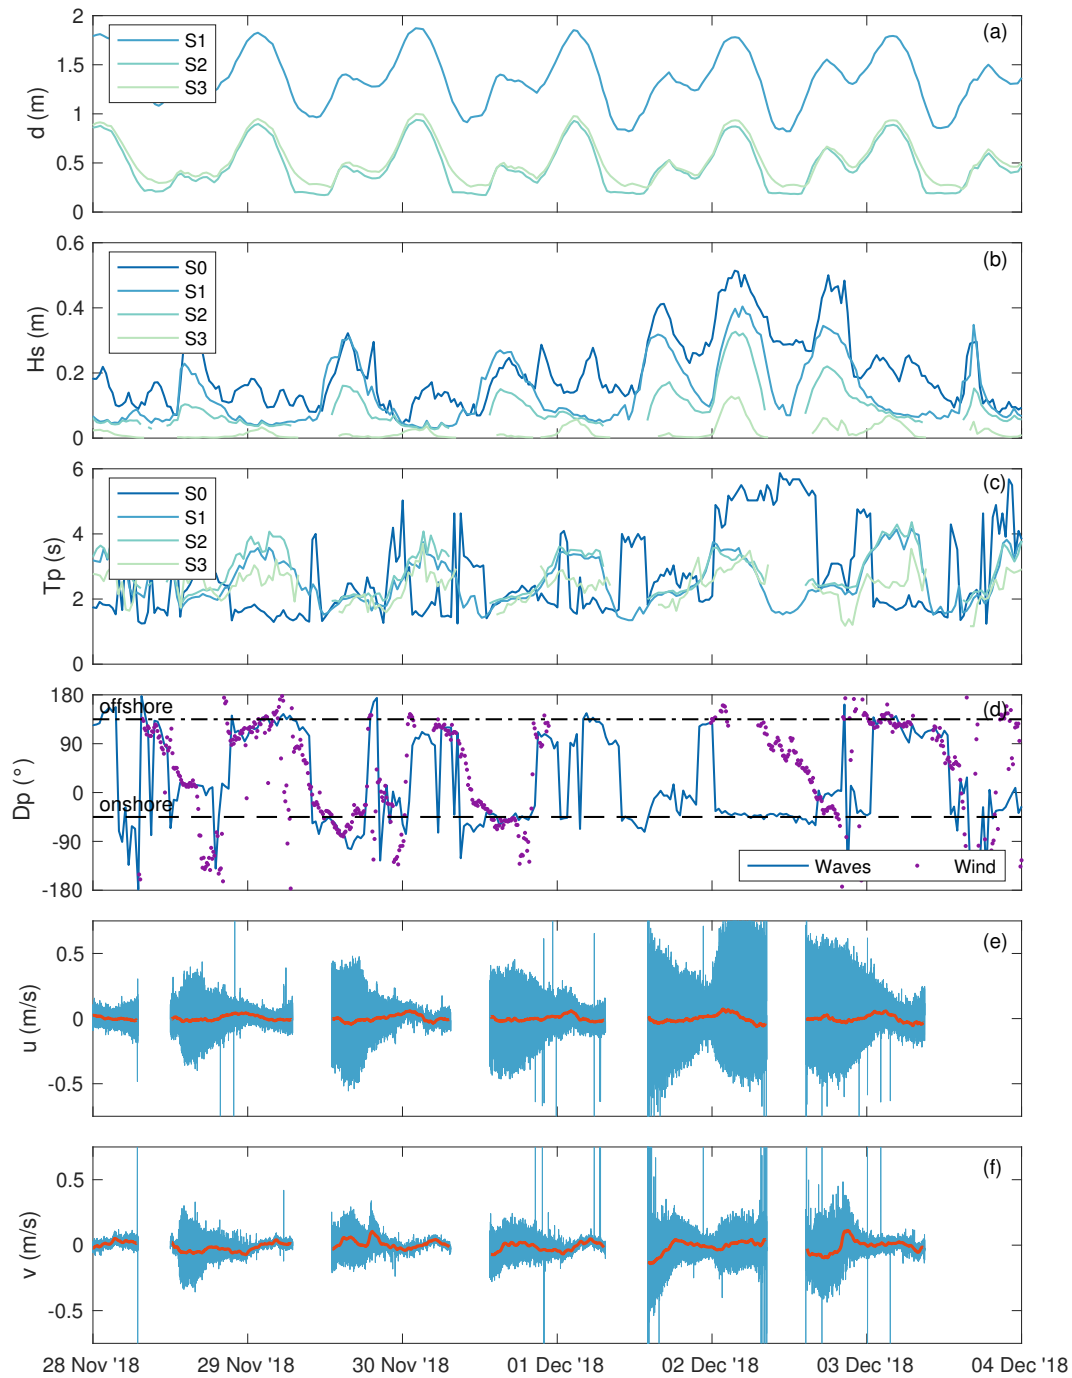 2
1.5
1
0.5
0
d (m)
S1
S2
S3
(a)
0.6
0.4
0.2
0
Hs (m)
S0
S1
S2
S3
(b)
6
4
2
0
Tp (s)
S0
S1
S2
S3
(c)
180
90
0
-90
-180
Dp (°)
offshore
onshore
(d)
Waves
Wind
0.5
0
-0.5
u (m/s)
(e)
0.5
0
-0.5
v (m/s)
(f)
28 Nov '18
29 Nov '18
30 Nov '18
01 Dec '18
02 Dec '18
03 Dec '18
04 Dec '18